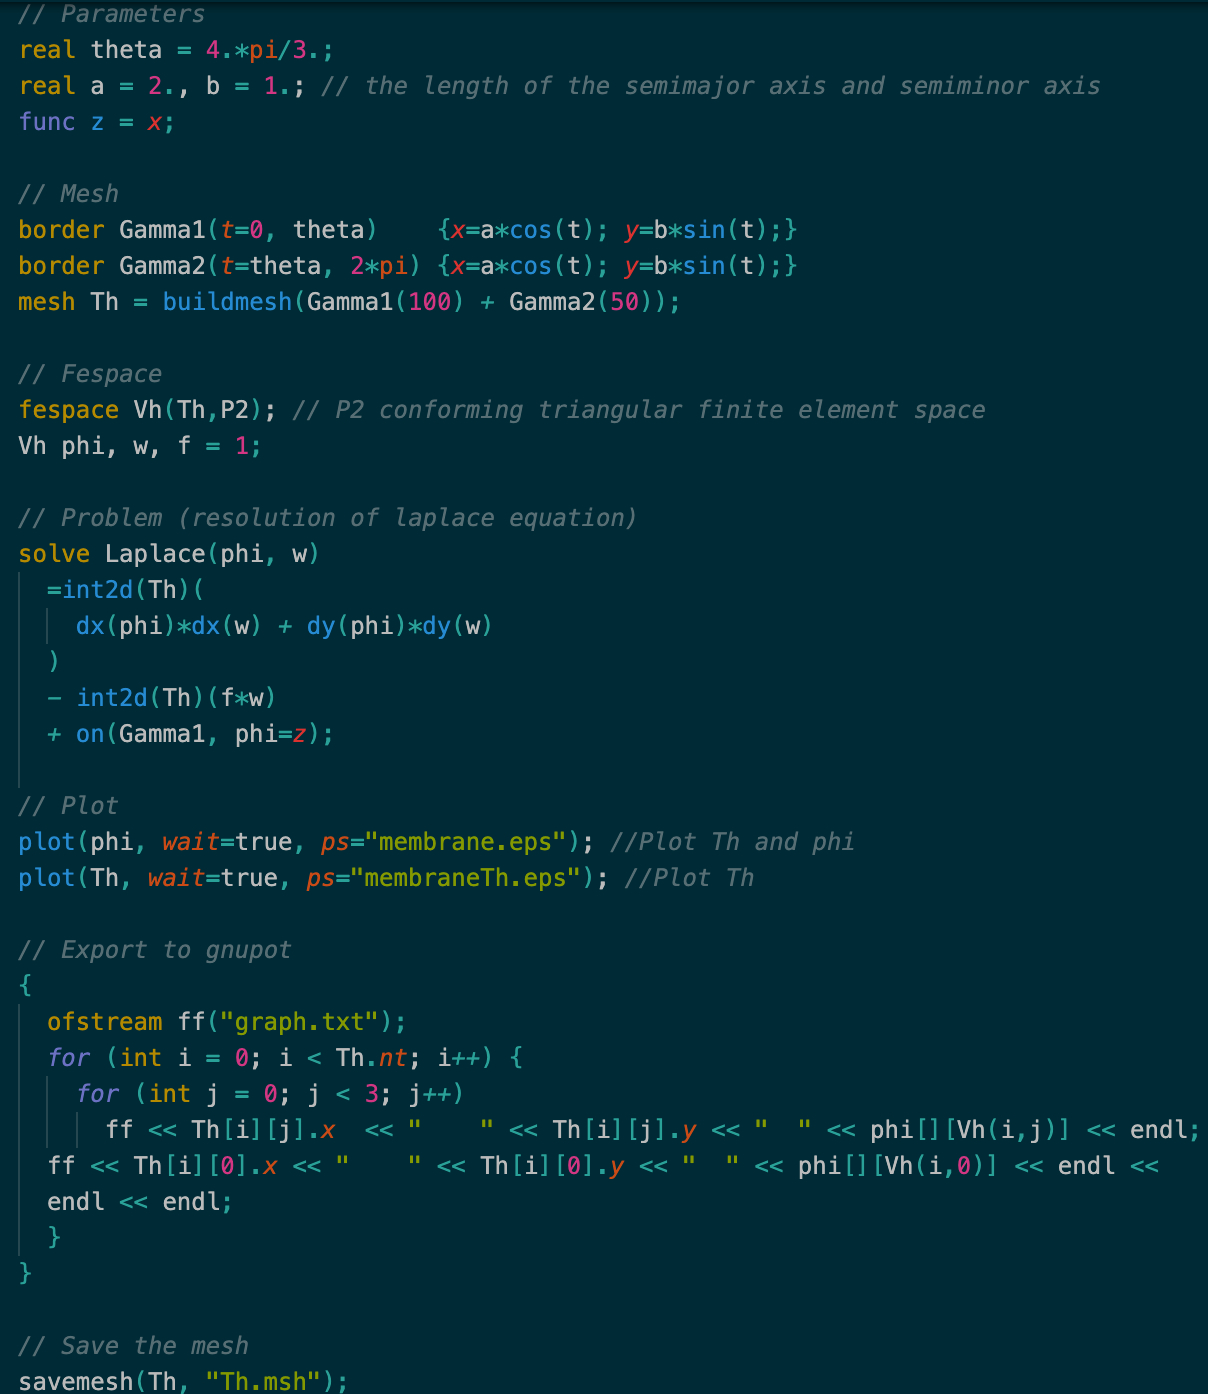 // Parameters
real theta = 4.*pi/3.;
real a = 2., b = 1.; // the length of the semimajor axis and semiminor axis
func z = x;

// Mesh
border Gamma1(t=0, theta)    {x=a*cos(t); y=b*sin(t);}
border Gamma2(t=theta, 2*pi) {x=a*cos(t); y=b*sin(t);}
mesh Th = buildmesh(Gamma1(100) + Gamma2(50));

// Fespace
fespace Vh(Th,P2); // P2 conforming triangular finite element space
Vh phi, w, f = 1;

// Problem (resolution of laplace equation)
solve Laplace(phi, w)
  =int2d(Th)(
    dx(phi)*dx(w) + dy(phi)*dy(w)
  )
  - int2d(Th)(f*w)
  + on(Gamma1, phi=z);

// Plot
plot(phi, wait=true, ps="membrane.eps"); //Plot Th and phi
plot(Th, wait=true, ps="membraneTh.eps"); //Plot Th

// Export to gnupot
{
  ofstream ff("graph.txt");
  for (int i = 0; i < Th.nt; i++) {
    for (int j = 0; j < 3; j++)
      ff << Th[i][j].x  << "    " << Th[i][j].y << "  " << phi[][Vh(i,j)] << endl;
  ff << Th[i][0].x << "    " << Th[i][0].y << "  " << phi[][Vh(i,0)] << endl <<
  endl << endl;
  }
}

// Save the mesh
savemesh(Th, "Th.msh");